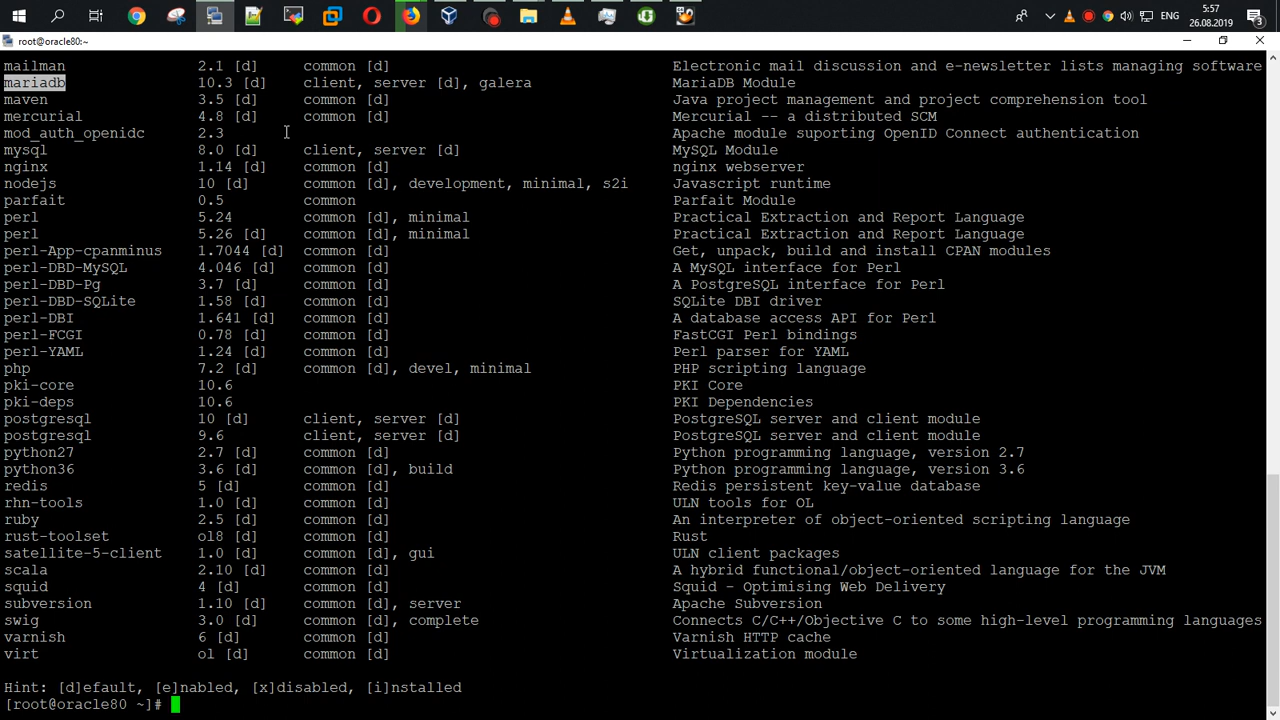 5:57
ENG
26.08.2019
3
root@oracle80:~
mailman 2.1 [d] common [d] Electronic mail discussion and e-newsletter lists managing software
mariadb 10.3 [d] client, server [d], galera MariaDB Module
maven 3.5 [d] common [d] Java project management and project comprehension tool
mercurial 4.8 [d] common [d] Mercurial -- a distributed SCM
mod_auth_openidc 2.3 Apache module suporting OpenID Connect authentication
mysql 8.0 [d] client, server [d] MySQL Module
nginx 1.14 [d] common [d] nginx webserver
nodejs 10 [d] common [d], development, minimal, s2i Javascript runtime
parfait 0.5 common Parfait Module
perl 5.24 common [d], minimal Practical Extraction and Report Language
perl 5.26 [d] common [d], minimal Practical Extraction and Report Language
perl-App-cpanminus 1.7044 [d] common [d] Get, unpack, build and install CPAN modules
perl-DBD-MySQL 4.046 [d] common [d] A MySQL interface for Perl
perl-DBD-Pg 3.7 [d] common [d] A PostgreSQL interface for Perl
perl-DBD-SQLite 1.58 [d] common [d] SQLite DBI driver
perl-DBI 1.641 [d] common [d] A database access API for Perl
perl-FCGI 0.78 [d] common [d] FastCGI Perl bindings
perl-YAML 1.24 [d] common [d] Perl parser for YAML
php 7.2 [d] common [d], devel, minimal PHP scripting language
pki-core 10.6 PKI Core
pki-deps 10.6 PKI Dependencies
postgresql 10 [d] client, server [d] PostgreSQL server and client module
postgresql 9.6 client, server [d] PostgreSQL server and client module
python27 2.7 [d] common [d] Python programming language, version 2.7
python36 3.6 [d] common [d], build Python programming language, version 3.6
redis 5 [d] common [d] Redis persistent key-value database
rhn-tools 1.0 [d] common [d] ULN tools for OL
ruby 2.5 [d] common [d] An interpreter of object-oriented scripting language
rust-toolset ol8 [d] common [d] Rust
satellite-5-client 1.0 [d] common [d], gui ULN client packages
scala 2.10 [d] common [d] A hybrid functional/object-oriented language for the JVM
squid 4 [d] common [d] Squid - Optimising Web Delivery
subversion 1.10 [d] common [d], server Apache Subversion
swig 3.0 [d] common [d], complete Connects C/C++/Objective C to some high-level programming languages
varnish 6 [d] common [d] Varnish HTTP cache
virt ol [d] common [d] Virtualization module
Hint: [d]efault, [e]nabled, [x]disabled, [i]nstalled
[root@oracle80 ~]#